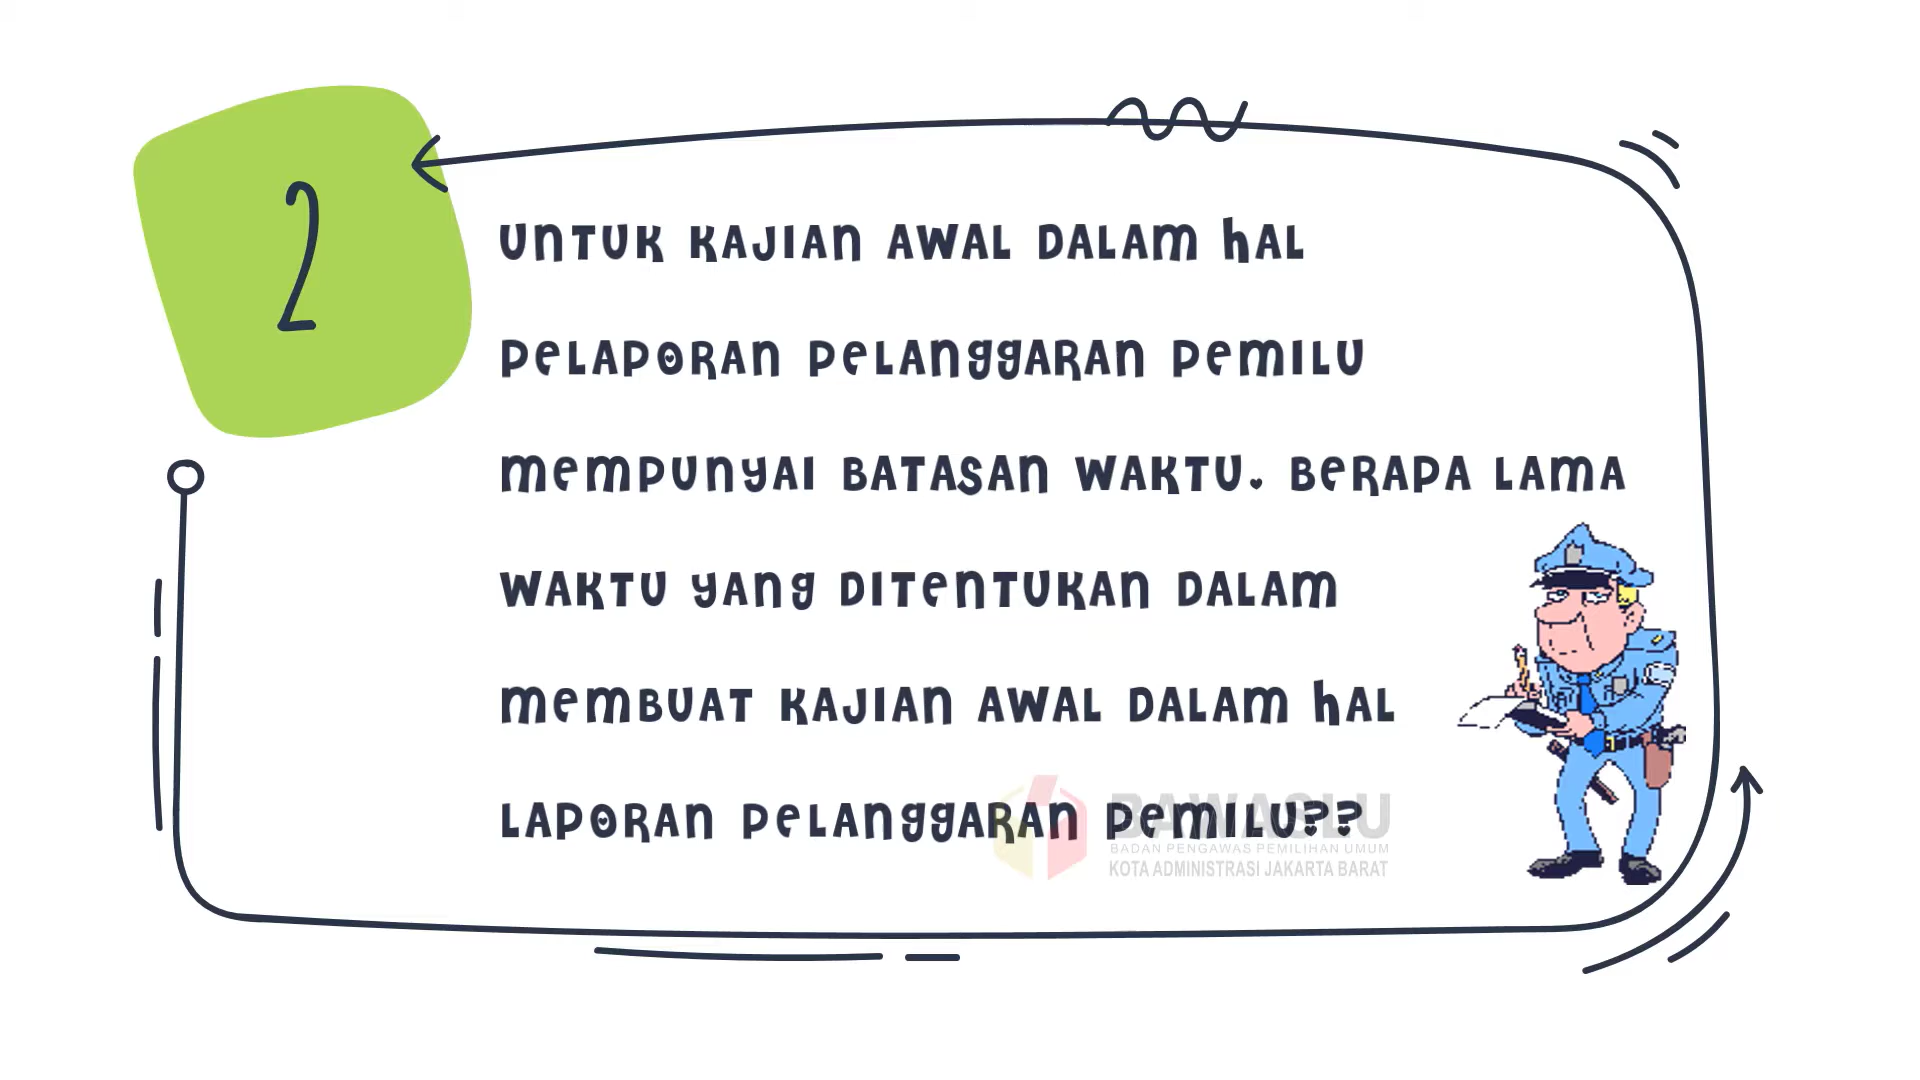 2
UNTUK KAJIAN AWAL DALAM HAL
PELAPORAN PELANGGARAN PEMILU
MEMPUNYAI BATASAN WAKTU. BERAPA LAMA
WAKTU YANG DITENTUKAN DALAM
MEMBUAT KAJIAN AWAL DALAM HAL
LAPORAN PELANGGARAN PEMILU??
BAWASLU
BADAN PENGAWAS PEMILIHAN UMUM
KOTA ADMINISTRASI JAKARTA BARAT